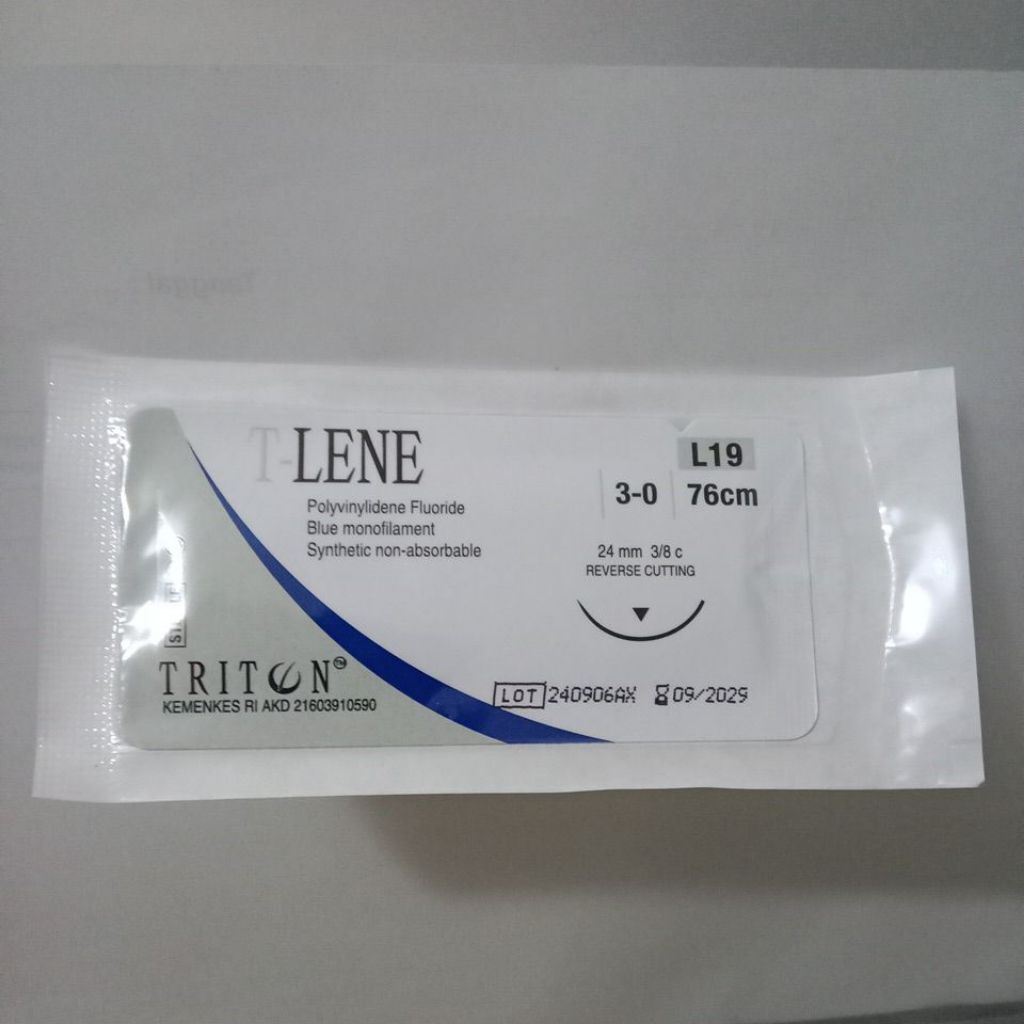 T-LENE
Polyvinylidene Fluoride
Blue monofilament
Synthetic non-absorbable
L19
3-0 76cm
24 mm 3/8 c
REVERSE CUTTING
TRITON™
KEMENKES RI AKD 21603910590
LOT 240906AX 09/2029